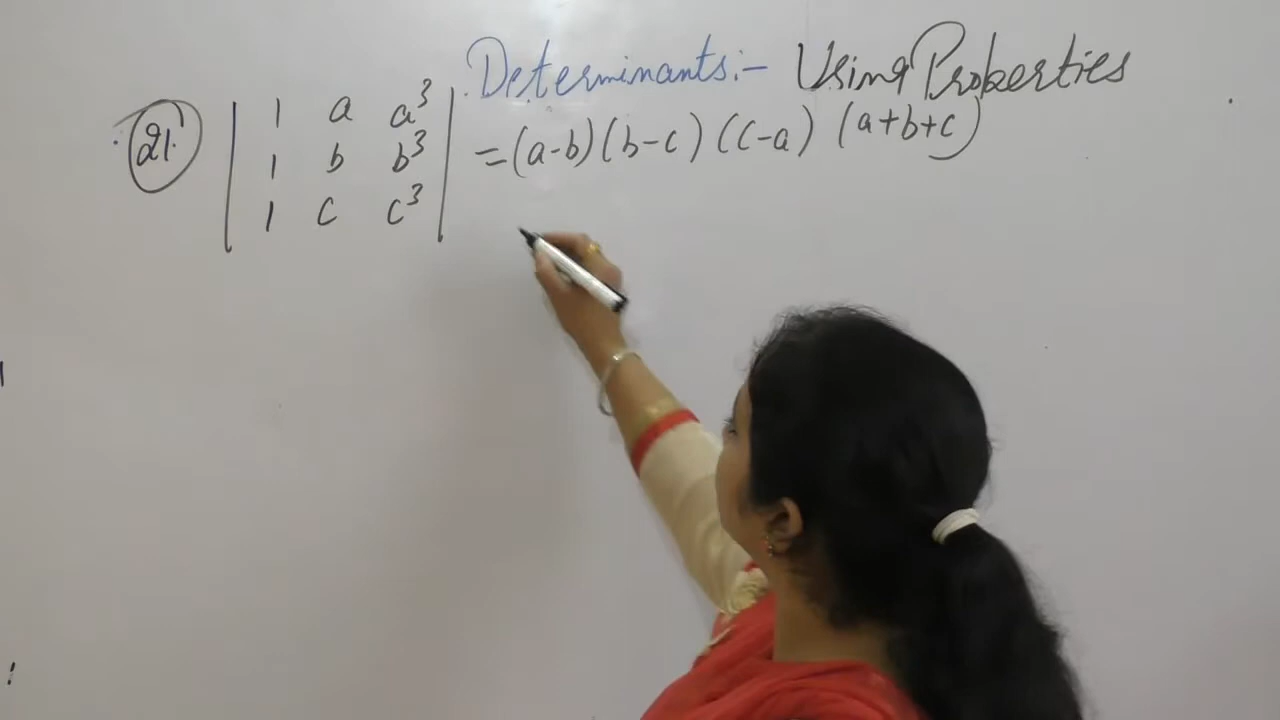 Determinants:- Using Properties
21. | 1 a a³ |
| 1 b b³ | = (a-b)(b-c)(c-a)(a+b+c)
| 1 c c³ |